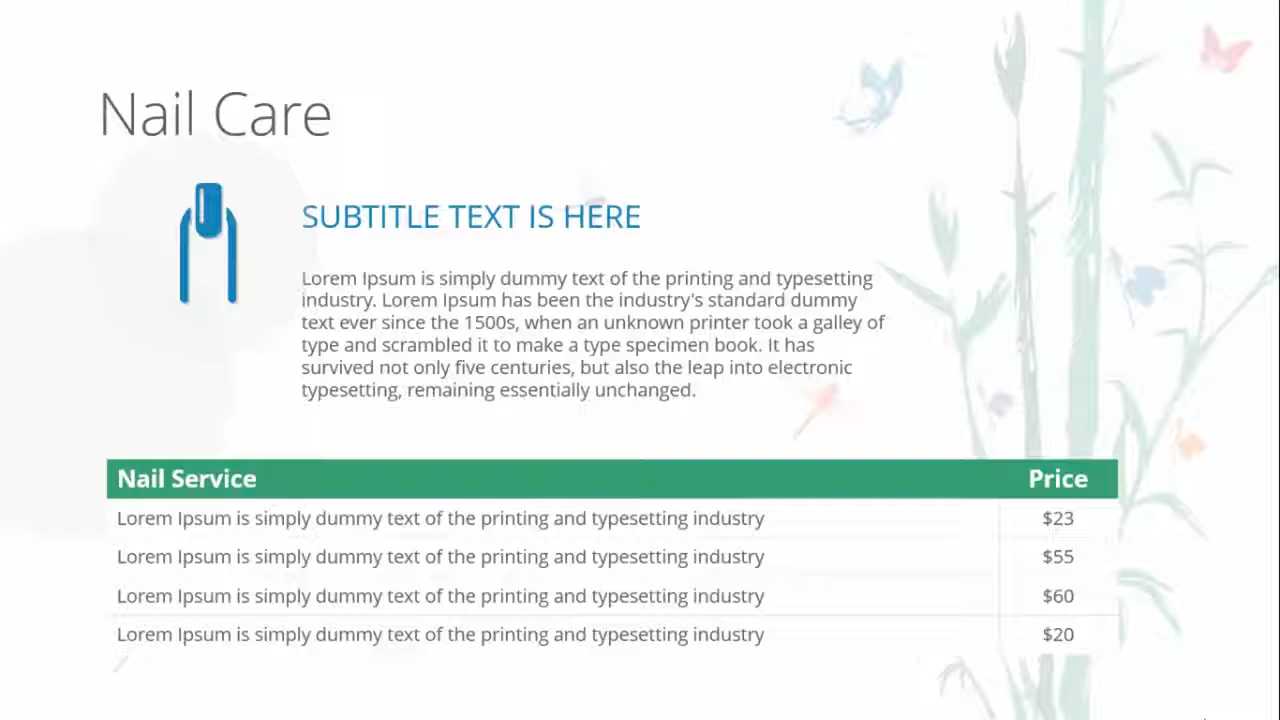 Nail Care
SUBTITLE TEXT IS HERE
Lorem Ipsum is simply dummy text of the printing and typesetting
industry. Lorem Ipsum has been the industry's standard dummy
text ever since the 1500s, when an unknown printer took a galley of
type and scrambled it to make a type specimen book. It has
survived not only five centuries, but also the leap into electronic
typesetting, remaining essentially unchanged.
Nail Service Price
Lorem Ipsum is simply dummy text of the printing and typesetting industry $23
Lorem Ipsum is simply dummy text of the printing and typesetting industry $55
Lorem Ipsum is simply dummy text of the printing and typesetting industry $60
Lorem Ipsum is simply dummy text of the printing and typesetting industry $20